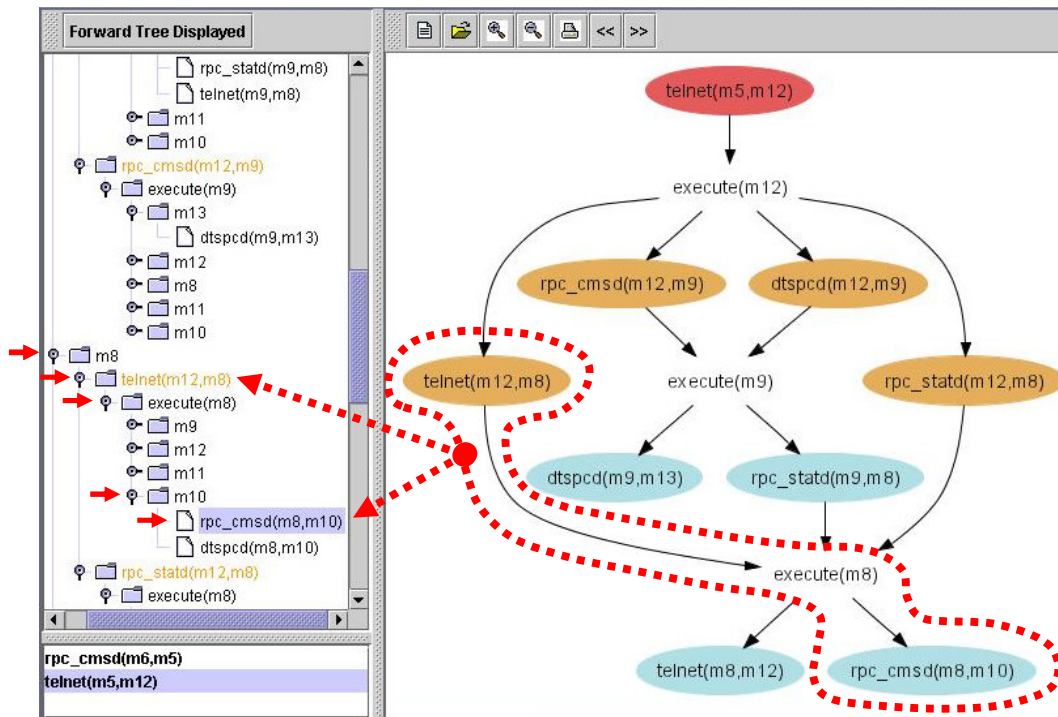 Forward Tree Displayed
<< >>
rpc_statd(m9,m8)
telnet(m9,m8)
m11
m10
rpc_cmsd(m12,m9)
execute(m9)
m13
dtspcd(m9,m13)
m12
m8
m11
m10
m8
telnet(m12,m8)
execute(m8)
m9
m12
m11
m10
rpc_cmsd(m8,m10)
dtspcd(m8,m10)
rpc_statd(m12,m8)
execute(m8)
rpc_cmsd(m6,m5)
telnet(m5,m12)
telnet(m5,m12)
execute(m12)
rpc_cmsd(m12,m9) dtspcd(m12,m9)
telnet(m12,m8) execute(m9) rpc_statd(m12,m8)
dtspcd(m9,m13) rpc_statd(m9,m8)
execute(m8)
telnet(m8,m12) rpc_cmsd(m8,m10)